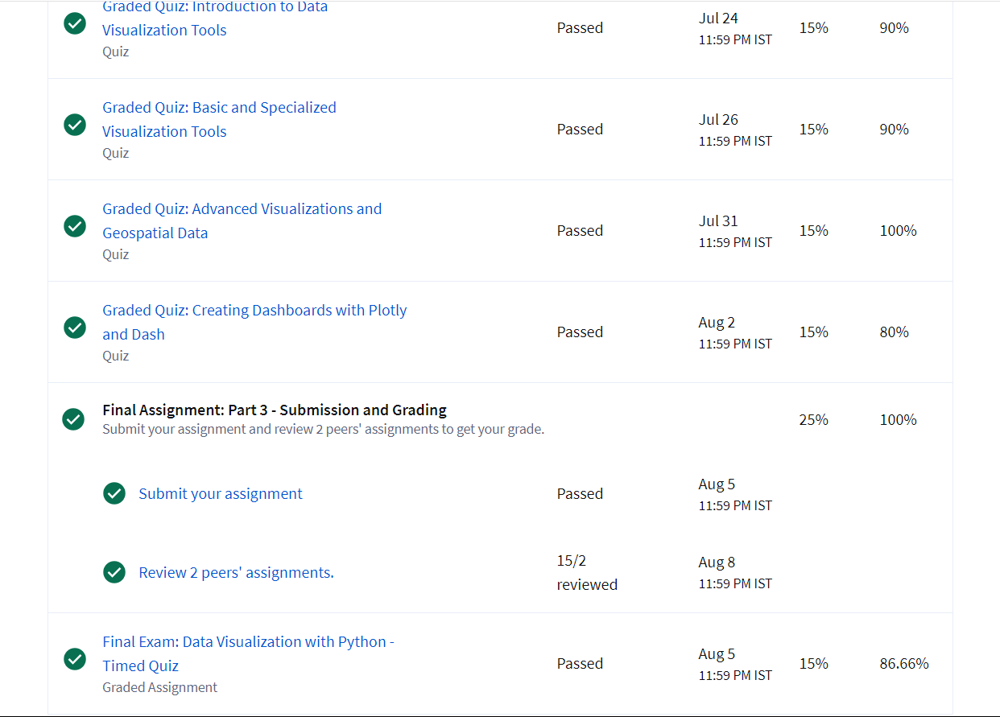 Graded Quiz: Introduction to Data
Visualization Tools
Quiz
Passed
Jul 24
11:59 PM IST
15%
90%
Graded Quiz: Basic and Specialized
Visualization Tools
Quiz
Passed
Jul 26
11:59 PM IST
15%
90%
Graded Quiz: Advanced Visualizations and
Geospatial Data
Quiz
Passed
Jul 31
11:59 PM IST
15%
100%
Graded Quiz: Creating Dashboards with Plotly
and Dash
Quiz
Passed
Aug 2
11:59 PM IST
15%
80%
Final Assignment: Part 3 - Submission and Grading
Submit your assignment and review 2 peers' assignments to get your grade.
25%
100%
Submit your assignment
Passed
Aug 5
11:59 PM IST
Review 2 peers' assignments.
15/2
reviewed
Aug 8
11:59 PM IST
Final Exam: Data Visualization with Python -
Timed Quiz
Graded Assignment
Passed
Aug 5
11:59 PM IST
15%
86.66%